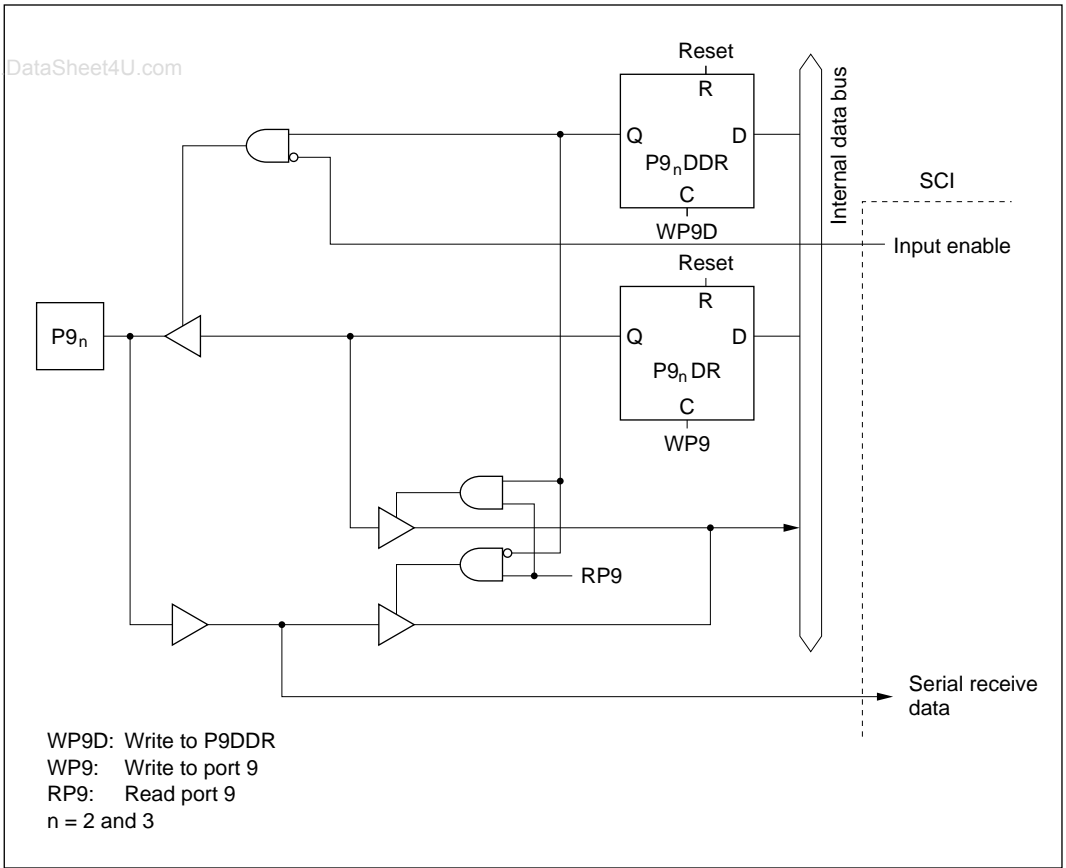 DataSheet4U.com
Reset
R
Q
D
P9nDDR
C
WP9D
Internal data bus
SCI
Input enable
Reset
R
P9n
Q
D
P9n DR
C
WP9
RP9
Serial receive
data
WP9D: Write to P9DDR
WP9: Write to port 9
RP9: Read port 9
n = 2 and 3